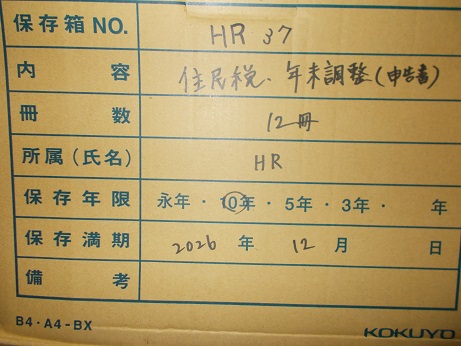 保存箱NO. HR 37
内容 住民税、年末調整(申告書)
冊数 12冊
所属(氏名) HR
保存年限 永年・10年・5年・3年・ 年
保存満期 2026年 12月 日
備考
B4・A4-BX KOKUYO